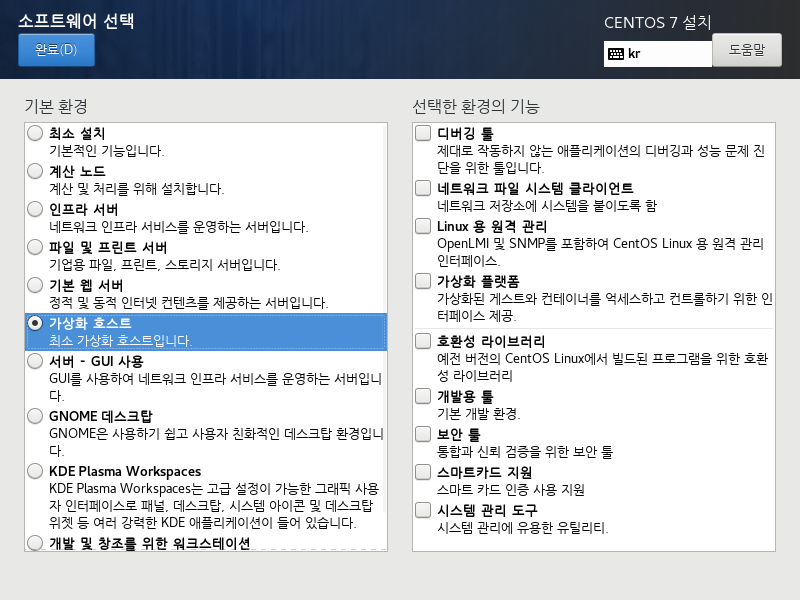 소프트웨어 선택
완료(D)
CENTOS 7 설치
kr
도움말
기본 환경
최소 설치
기본적인 기능입니다.
계산 노드
계산 및 처리를 위해 설치합니다.
인프라 서버
네트워크 인프라 서비스를 운영하는 서버입니다.
파일 및 프린트 서버
기업용 파일, 프린트, 스토리지 서버입니다.
기본 웹 서버
정적 및 동적 인터넷 컨텐츠를 제공하는 서버입니다.
가상화 호스트
최소 가상화 호스트입니다.
서버 - GUI 사용
GUI를 사용하여 네트워크 인프라 서비스를 운영하는 서버입니
다.
GNOME 데스크탑
GNOME은 사용하기 쉽고 사용자 친화적인 데스크탑 환경입니
다.
KDE Plasma Workspaces
KDE Plasma Workspaces는 고급 설정이 가능한 그래픽 사용
자 인터페이스로 패널, 데스크탑, 시스템 아이콘 및 데스크탑
위젯 등 여러 강력한 KDE 애플리케이션이 들어 있습니다.
개발 및 창조를 위한 워크스테이션
선택한 환경의 기능
디버깅 툴
제대로 작동하지 않는 애플리케이션의 디버깅과 성능 문제 진
단을 위한 툴입니다.
네트워크 파일 시스템 클라이언트
네트워크 저장소에 시스템을 붙이도록 함
Linux 용 원격 관리
OpenLMI 및 SNMP를 포함하여 CentOS Linux 용 원격 관리
인터페이스.
가상화 플랫폼
가상화된 게스트와 컨테이너를 억세스하고 컨트롤하기 위한 인
터페이스 제공.
호환성 라이브러리
예전 버전의 CentOS Linux에서 빌드된 프로그램을 위한 호환
성 라이브러리
개발용 툴
기본 개발 환경.
보안 툴
통합과 신뢰 검증을 위한 보안 툴
스마트카드 지원
스마트 카드 인증 사용 지원
시스템 관리 도구
시스템 관리에 유용한 유틸리티.